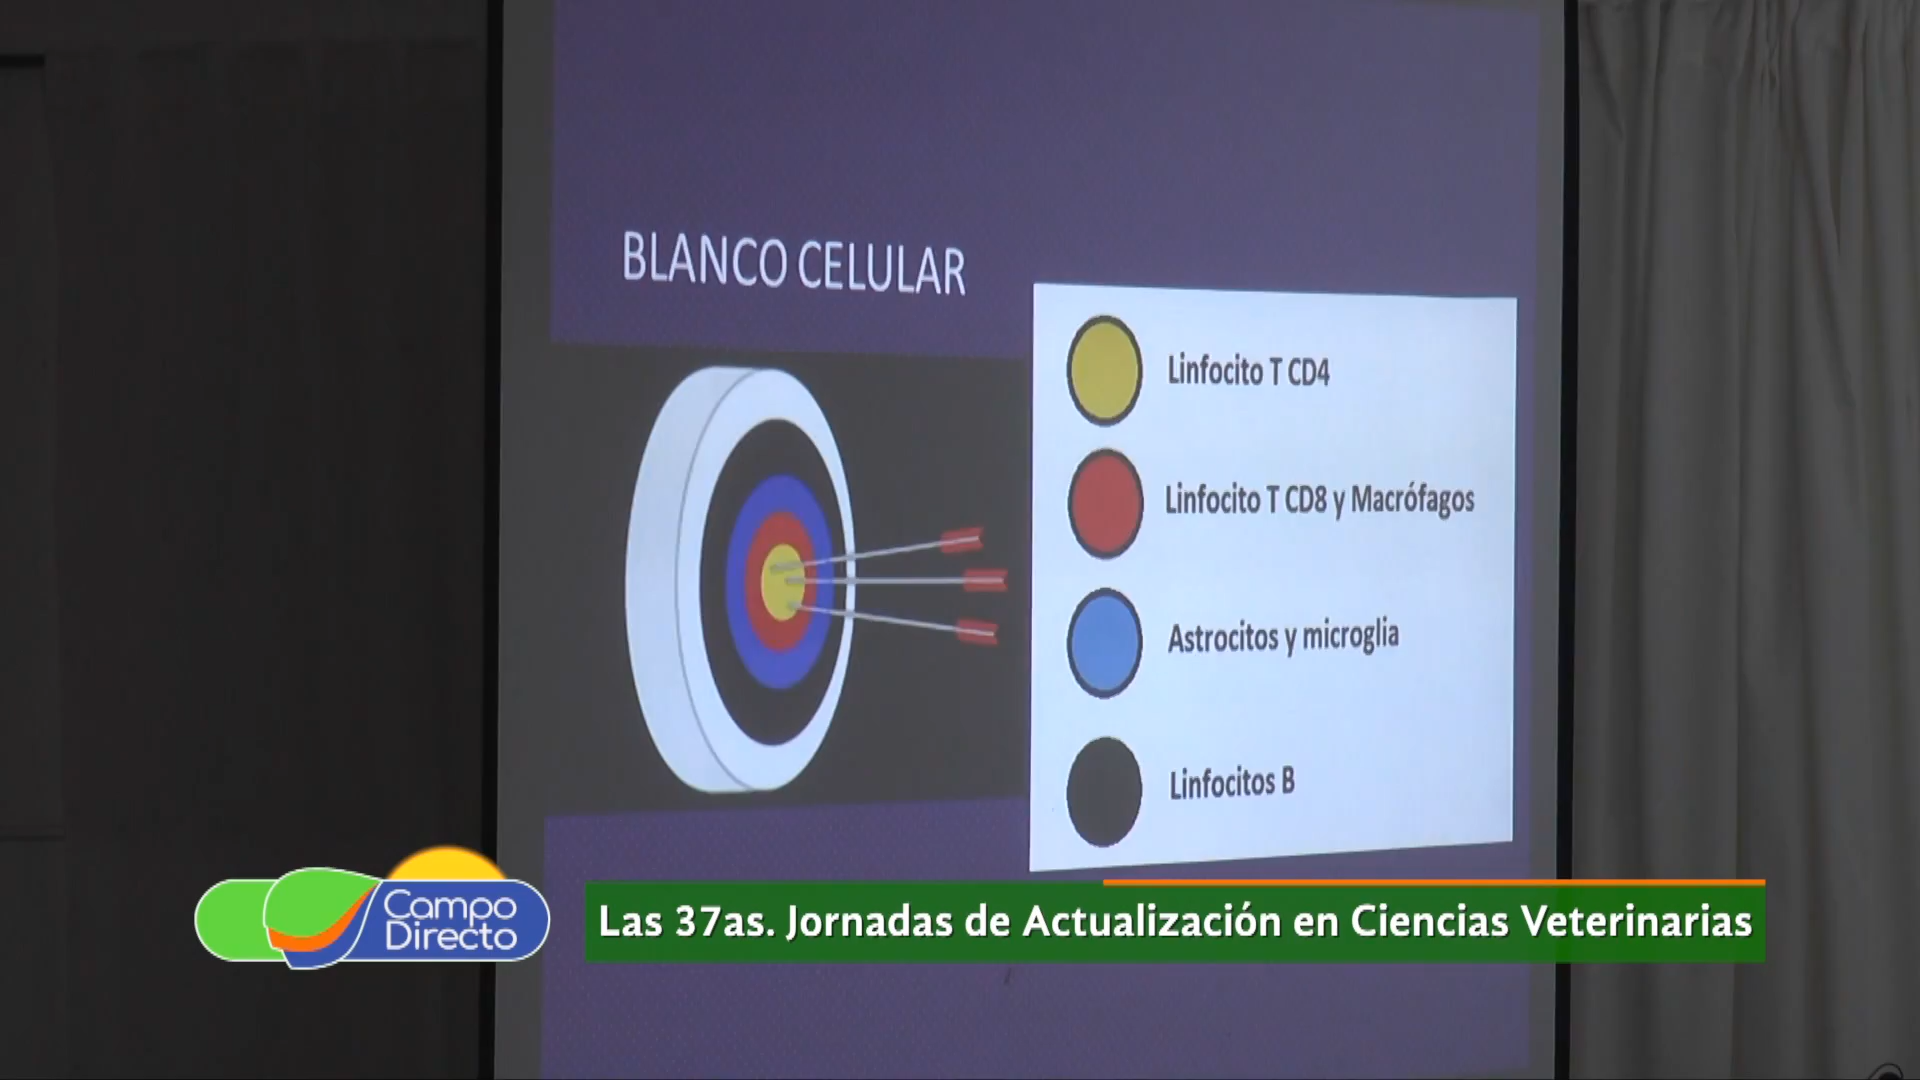 BLANCO CELULAR
Linfocito T CD4
Linfocito T CD8 y Macrófagos
Astrocitos y microglia
Linfocitos B
Campo
Directo
Las 37as. Jornadas de Actualización en Ciencias Veterinarias